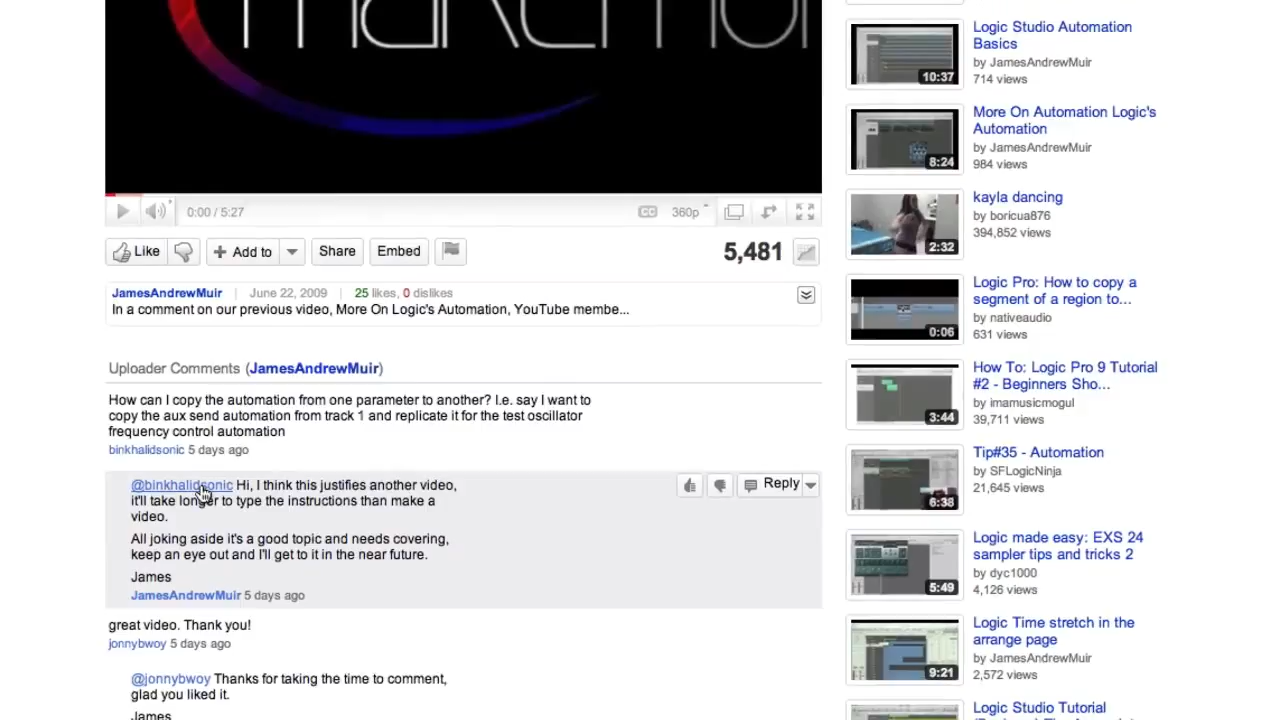 0:00 / 5:27
360p
Like
Add to
Share
Embed
5,481
JamesAndrewMuir | June 22, 2009 | 25 likes, 0 dislikes
In a comment on our previous video, More On Logic's Automation, YouTube membe...
Uploader Comments (JamesAndrewMuir)
How can I copy the automation from one parameter to another? I.e. say I want to
copy the aux send automation from track 1 and replicate it for the test oscillator
frequency control automation
binkhalidsonic 5 days ago
@binkhalidsonic Hi, I think this justifies another video,
it'll take longer to type the instructions than make a
video.
Reply
All joking aside it's a good topic and needs covering,
keep an eye out and I'll get to it in the near future.
James
JamesAndrewMuir 5 days ago
great video. Thank you!
jonnybwoy 5 days ago
@jonnybwoy Thanks for taking the time to comment,
glad you liked it.
James
10:37
Logic Studio Automation
Basics
by JamesAndrewMuir
714 views
8:24
More On Automation Logic's
Automation
by JamesAndrewMuir
984 views
2:32
kayla dancing
by boricua876
394,852 views
0:06
Logic Pro: How to copy a
segment of a region to...
by nativeaudio
631 views
3:44
How To: Logic Pro 9 Tutorial
#2 - Beginners Sho...
by imamusicmogul
39,711 views
6:38
Tip#35 - Automation
by SFLogicNinja
21,645 views
5:49
Logic made easy: EXS 24
sampler tips and tricks 2
by dyc1000
4,126 views
9:21
Logic Time stretch in the
arrange page
by JamesAndrewMuir
2,572 views
Logic Studio Tutorial